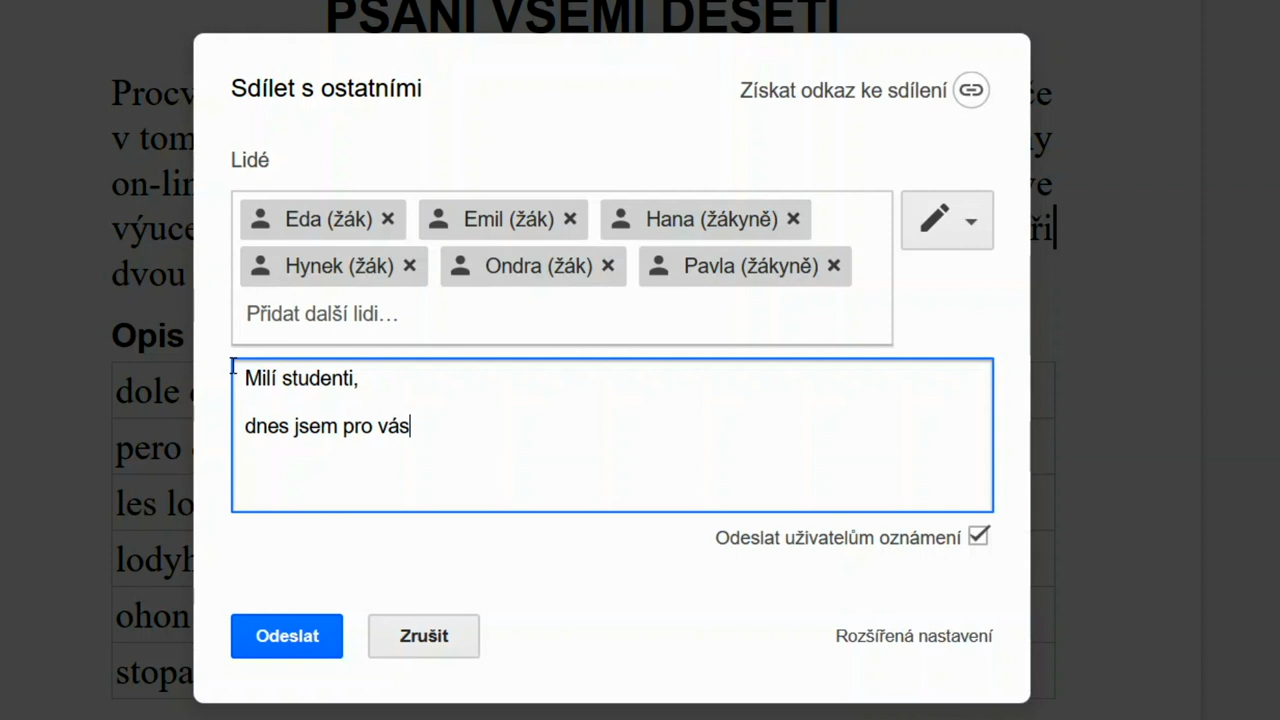 PSANÍ VŠEMI DESETI
Sdílet s ostatními
Získat odkaz ke sdílení
Lidé
Eda (žák) Emil (žák) Hana (žákyně)
Hynek (žák) Ondra (žák) Pavla (žákyně)
Přidat další lidi…
Milí studenti,
dnes jsem pro vás
Odeslat uživatelům oznámení
Odeslat Zrušit Rozšířená nastavení
v tom
on-lin
dvou
Opis
dole
pero
les lo
lodyh
ohon
stopa